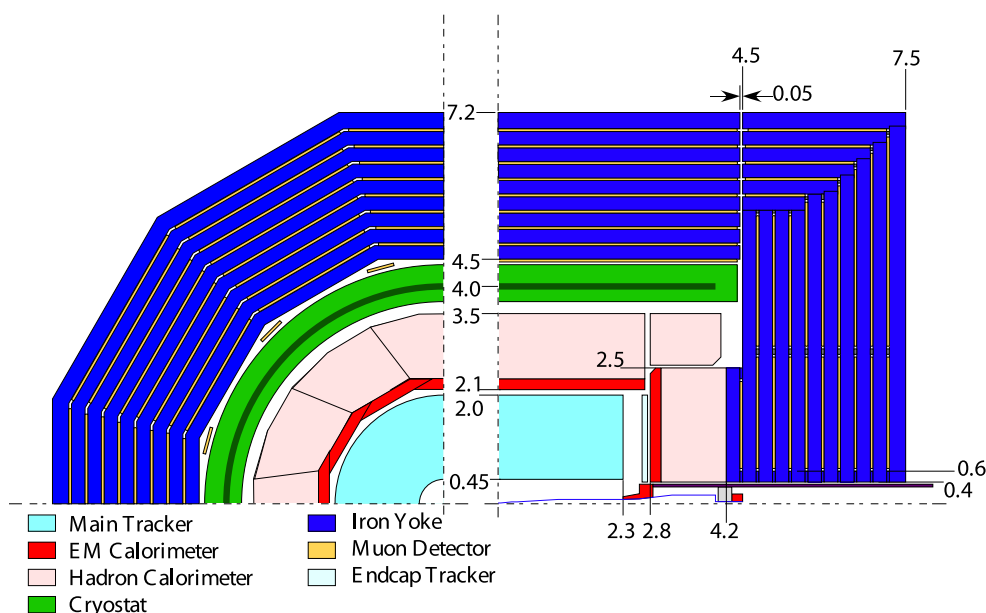 4.5
7.5
0.05
7.2
4.5
4.0
3.5
2.5
2.1
2.0
0.45
0.6
0.4
2.3 2.8 4.2
Main Tracker
EM Calorimeter
Hadron Calorimeter
Cryostat
Iron Yoke
Muon Detector
Endcap Tracker